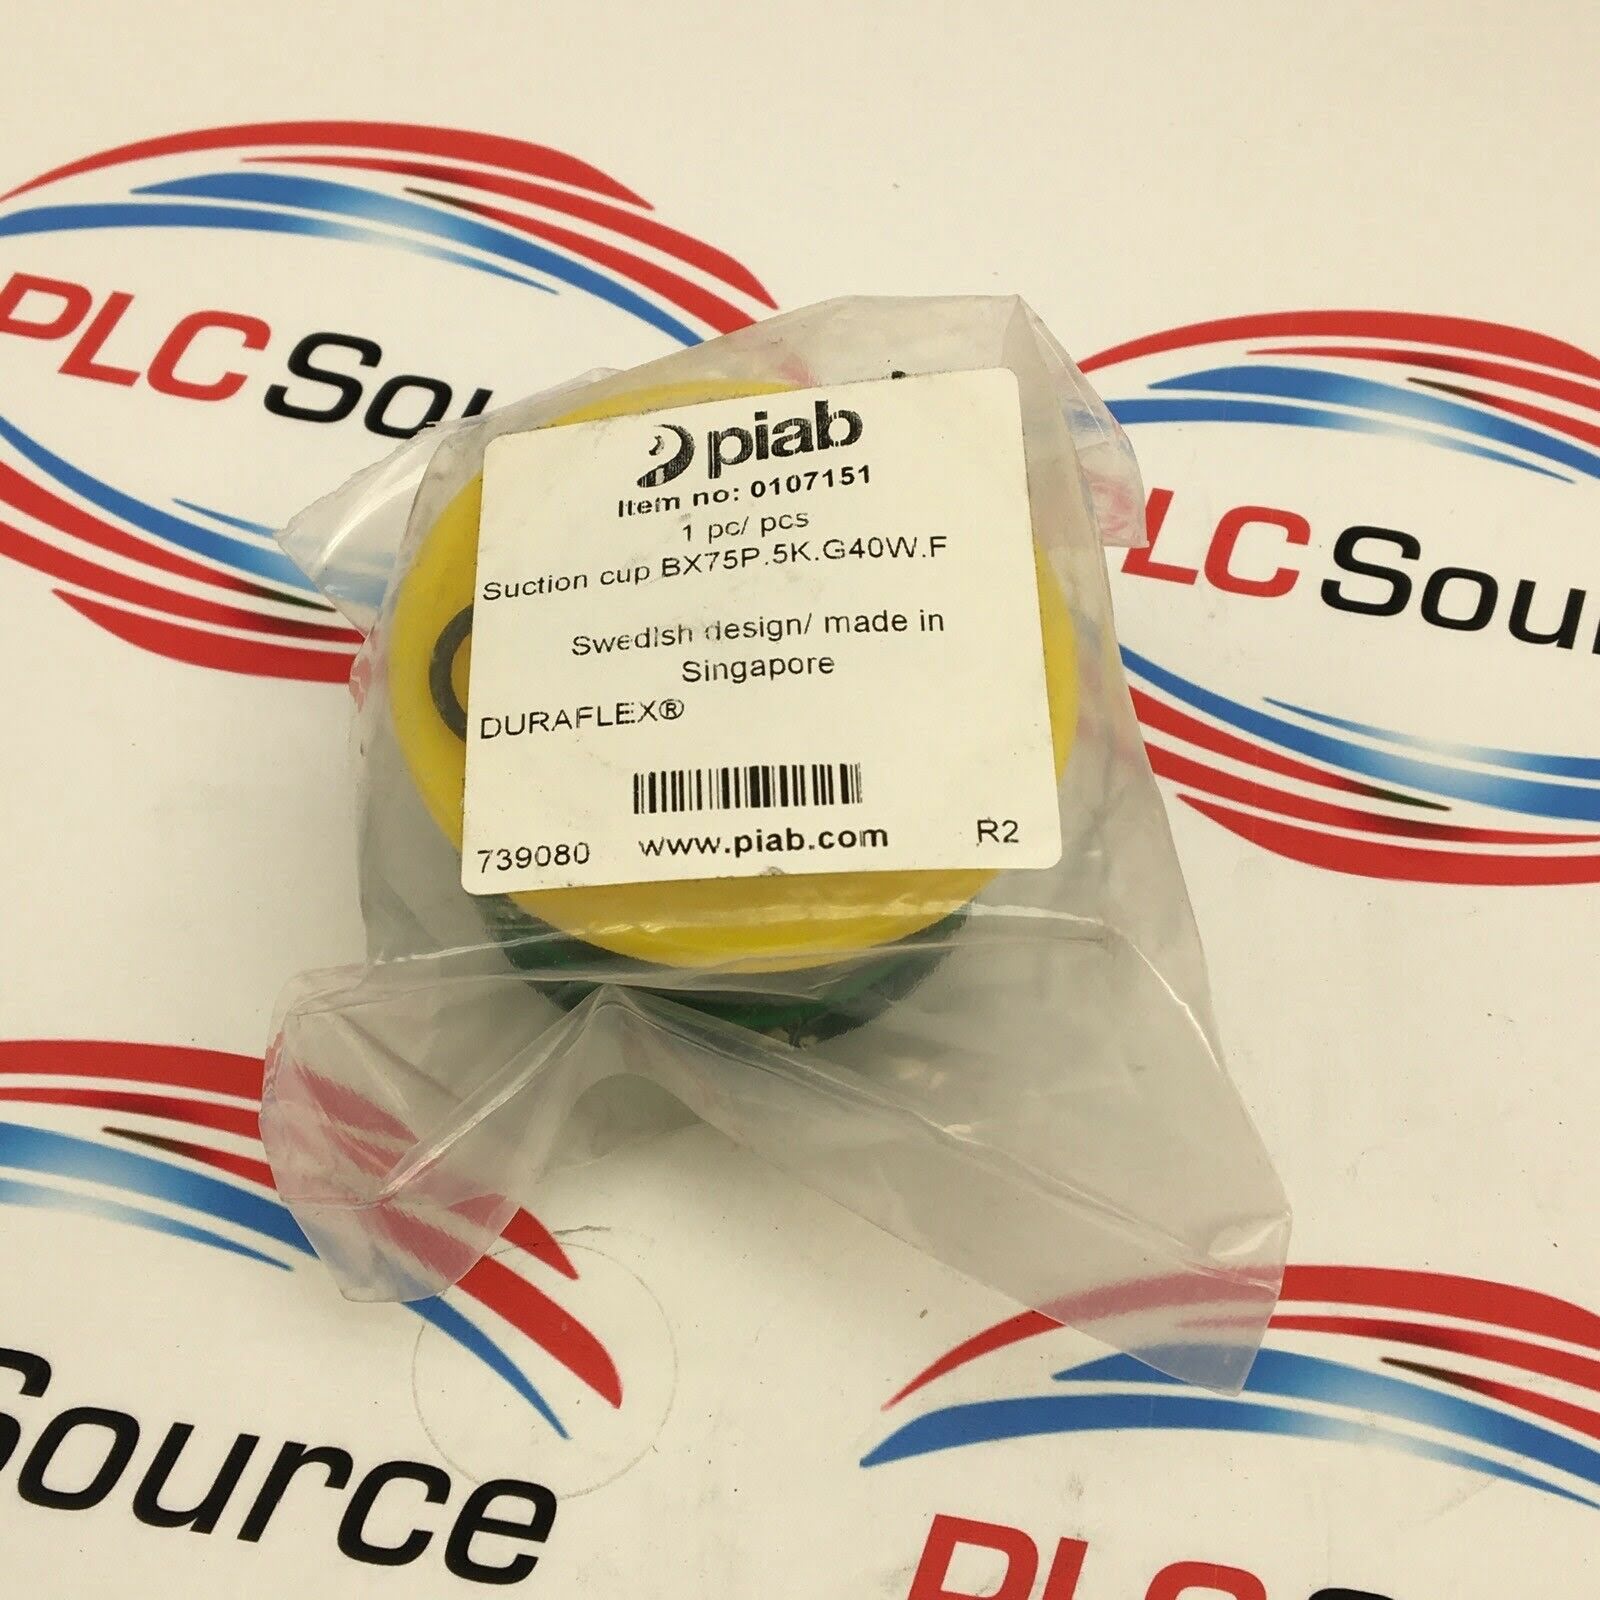 PLC Sou
piab
Item no: 0107151
1 pc/ pcs
Suction cup BX75P.5K.G40W.F
Swedish design/ made in
Singapore
DURAFLEX®
739080 www.piab.com R2
PLC Sou
Source
PLC